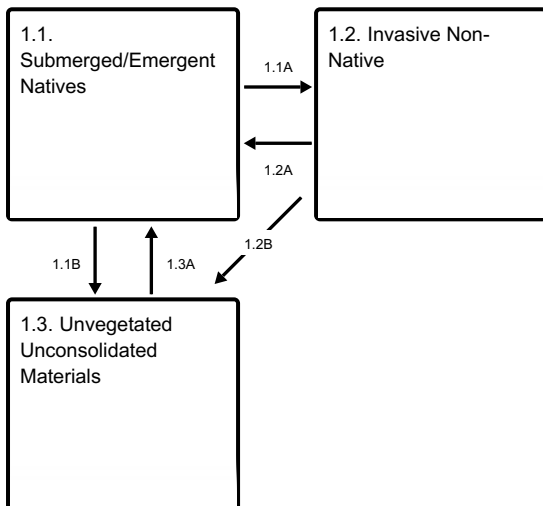 1.1.
Submerged/Emergent
Natives
1.2. Invasive Non-
Native
1.1A
1.2A
1.2B
1.1B
1.3A
1.3. Unvegetated
Unconsolidated
Materials